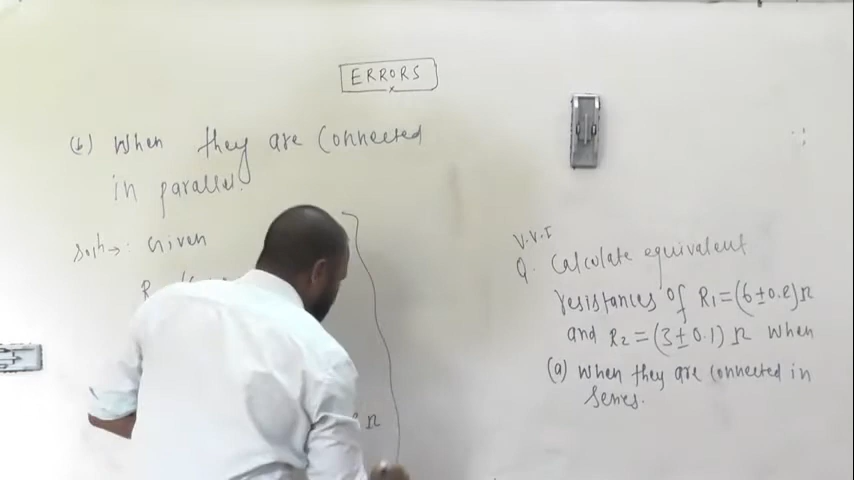 ERRORS
(b) When they are Connected
in parallel.
Soln→: Given
R
Ω
V.V.I
Q. Calculate equivalent
resistances of R1=(6±0.2)Ω
and R2=(3±0.1)Ω When
(a) When they are connected in
Series.